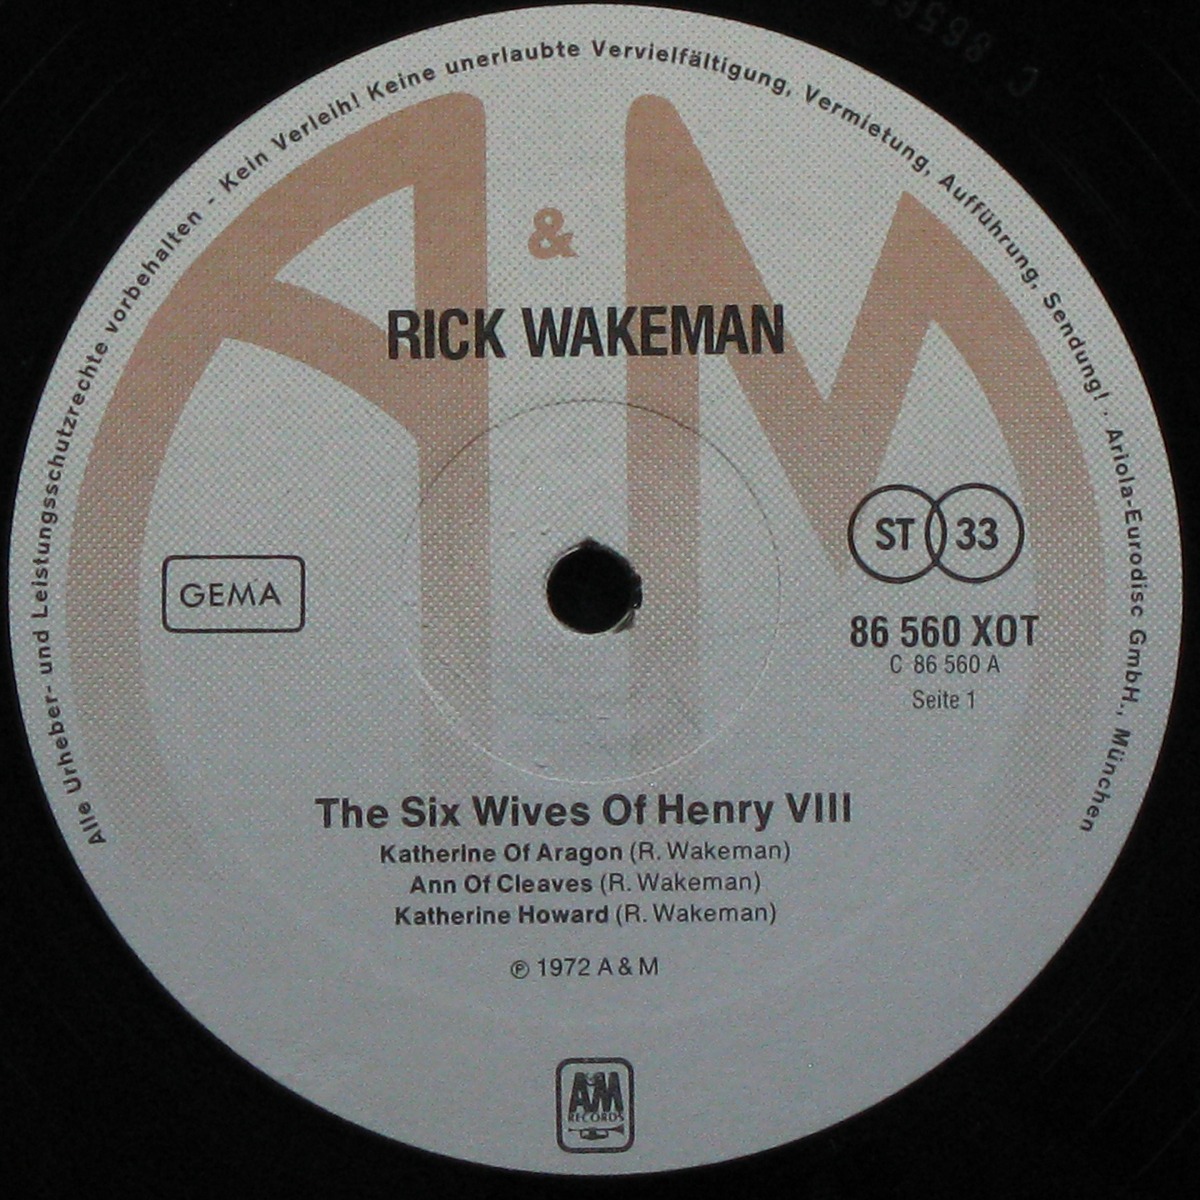 Alle Urheber- und Leistungsschutzrechte vorbehalten - Kein Verleih! Keine unerlaubte Vervielfältigung, Vermietung, Aufführung, Sendung! · Ariola-Eurodisc GmbH., München
A & M
RICK WAKEMAN
ST 33
GEMA
86 560 XOT
C 86 560 A
Seite 1
The Six Wives Of Henry VIII
Katherine Of Aragon (R. Wakeman)
Ann Of Cleaves (R. Wakeman)
Katherine Howard (R. Wakeman)
℗ 1972 A & M
A&M
RECORDS